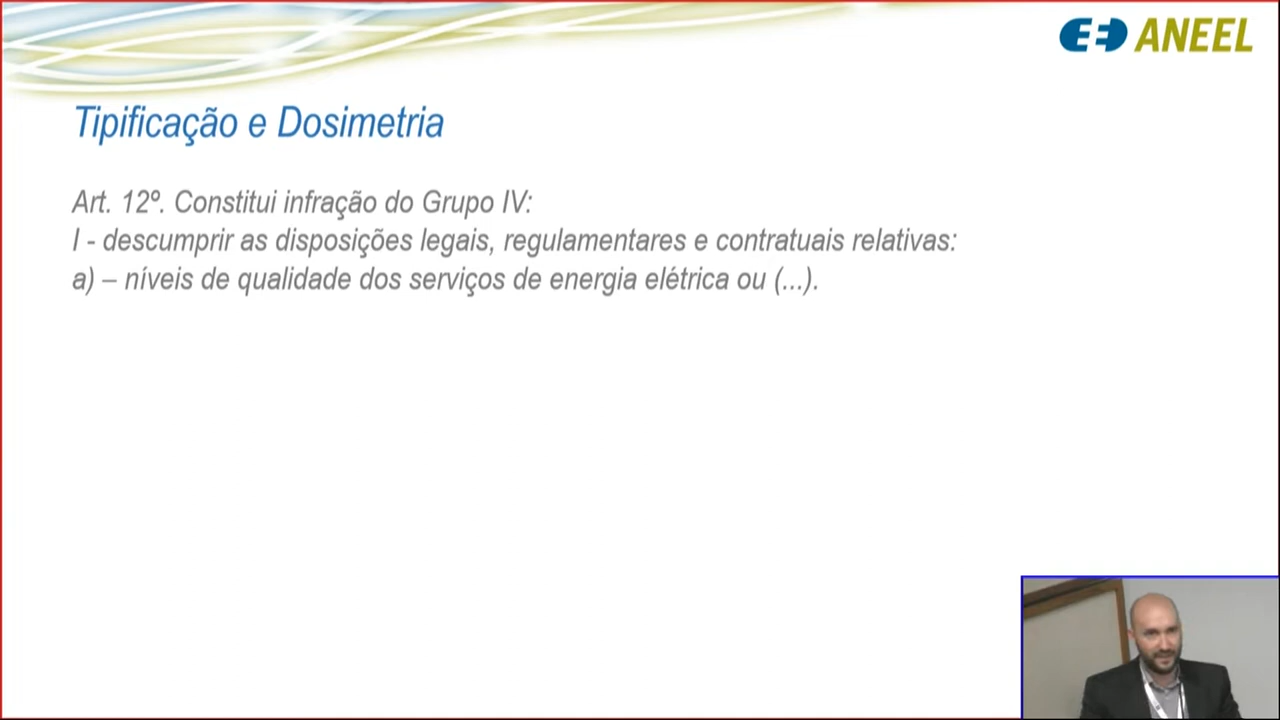 ANEEL
Tipificação e Dosimetria
Art. 12º. Constitui infração do Grupo IV:
I - descumprir as disposições legais, regulamentares e contratuais relativas:
a) – níveis de qualidade dos serviços de energia elétrica ou (...).